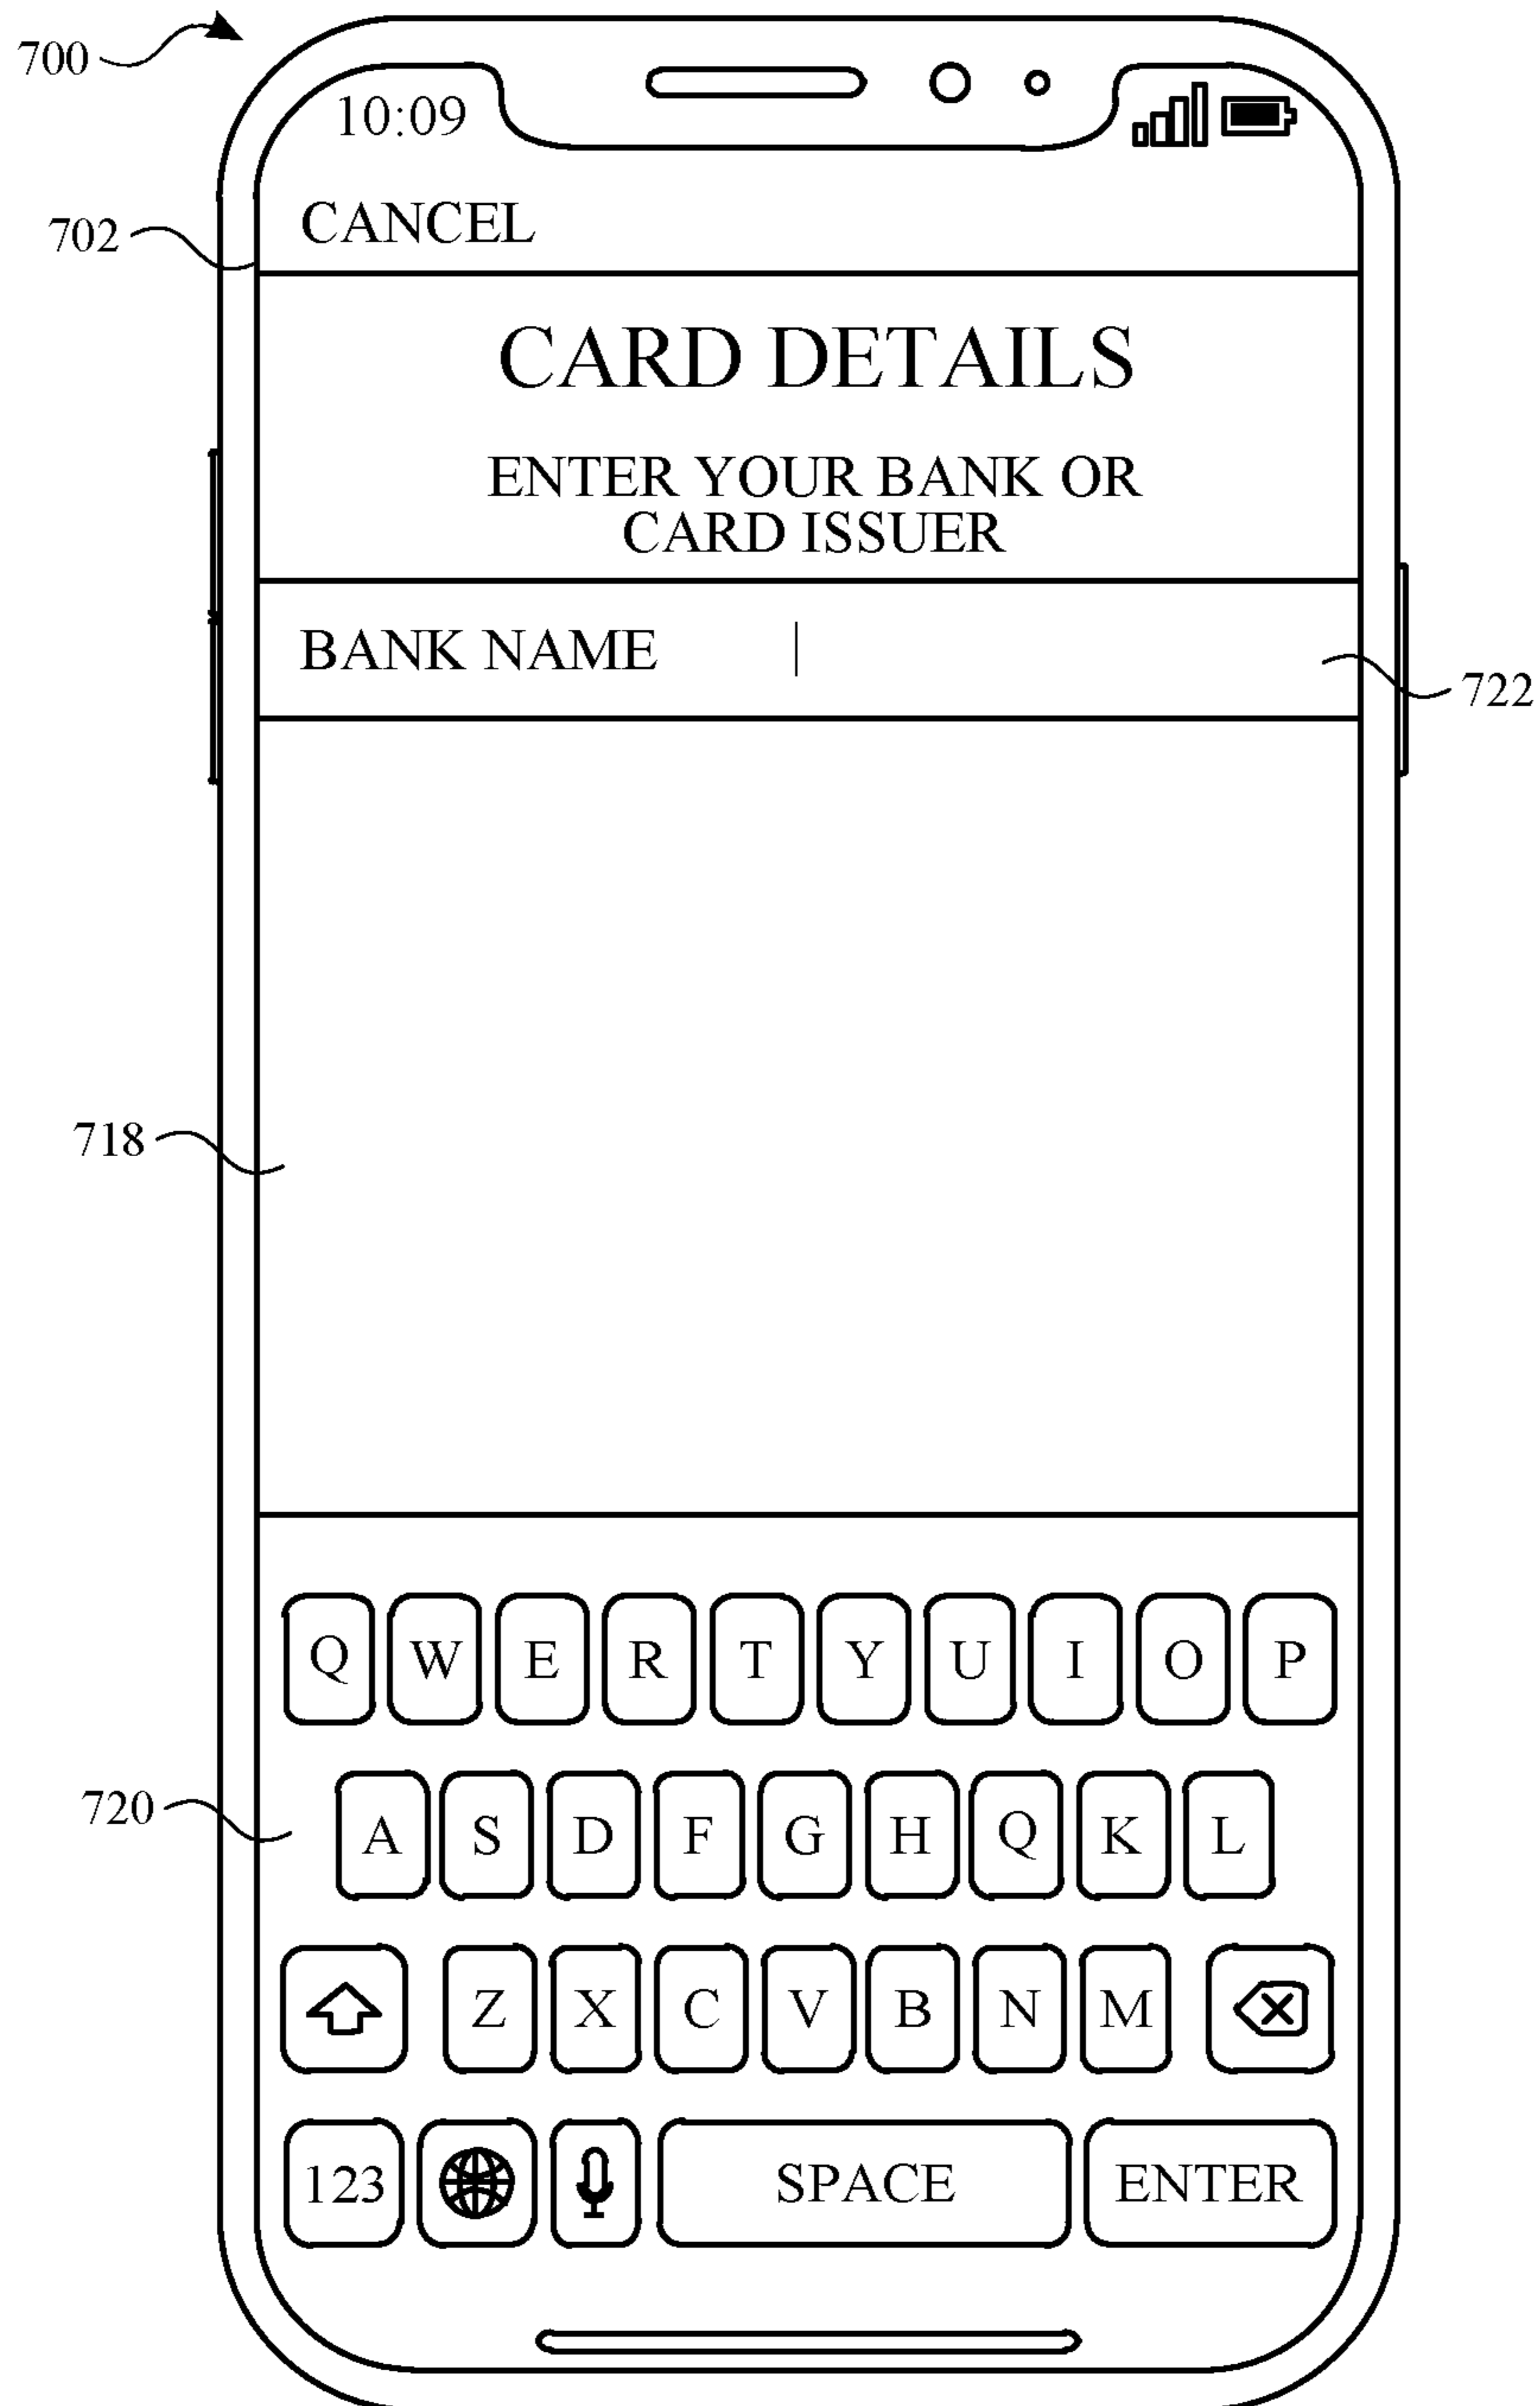 700
10:09
702
CANCEL
CARD DETAILS
ENTER YOUR BANK OR
CARD ISSUER
BANK NAME
722
718
Q W E R T Y U I O P
720
A S D F G H Q K L
Z X C V B N M
123 SPACE ENTER